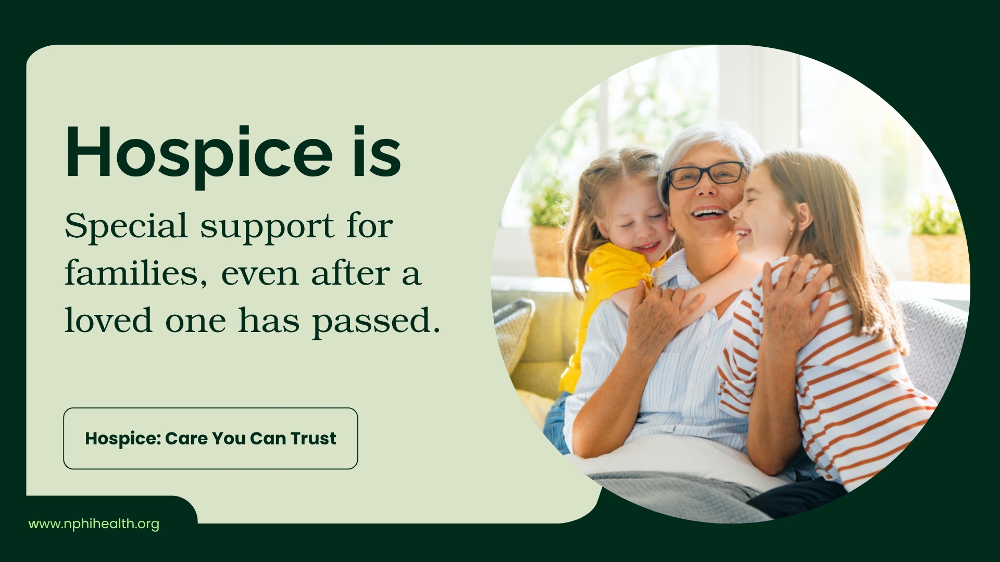 Hospice is
Special support for
families, even after a
loved one has passed.
Hospice: Care You Can Trust
www.nphihealth.org